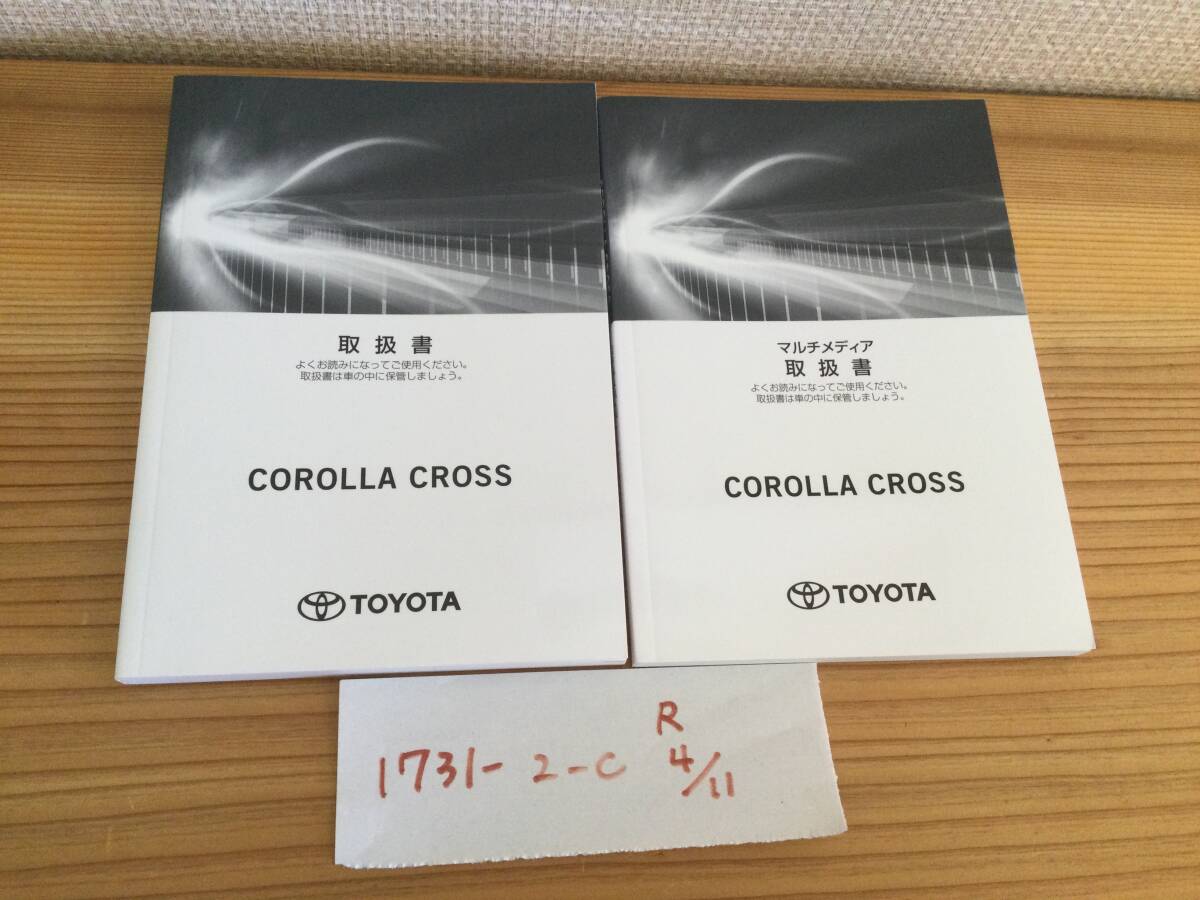 取扱書
よくお読みになってご使用ください。
取扱書は車の中に保管しましょう。
COROLLA CROSS
TOYOTA
マルチメディア
取扱書
よくお読みになってご使用ください。
取扱書は車の中に保管しましょう。
COROLLA CROSS
TOYOTA
R
1731-2-C 4/11